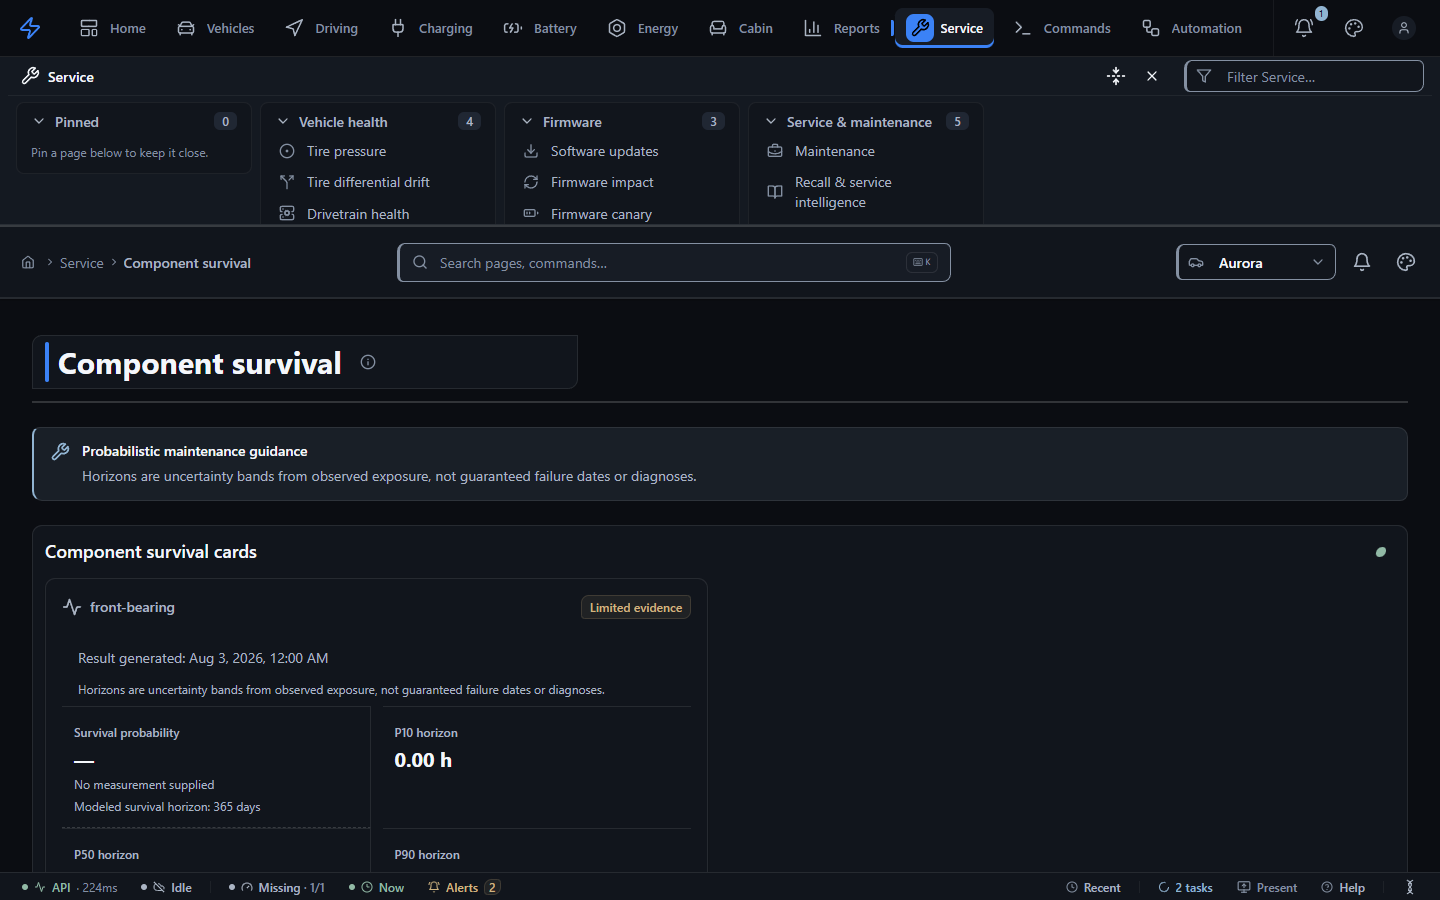 Home
Vehicles
Driving
Charging
Battery
Energy
Cabin
Reports
Service
Commands
Automation
1
Service
Filter Service...
Pinned
0
Pin a page below to keep it close.
Vehicle health
4
Tire pressure
Tire differential drift
Drivetrain health
Firmware
3
Software updates
Firmware impact
Firmware canary
Service & maintenance
5
Maintenance
Recall & service
intelligence
Service
Component survival
Search pages, commands...
K
Aurora
Component survival
Probabilistic maintenance guidance
Horizons are uncertainty bands from observed exposure, not guaranteed failure dates or diagnoses.
Component survival cards
front-bearing
Limited evidence
Result generated: Aug 3, 2026, 12:00 AM
Horizons are uncertainty bands from observed exposure, not guaranteed failure dates or diagnoses.
Survival probability
—
No measurement supplied
Modeled survival horizon: 365 days
P10 horizon
0.00 h
P50 horizon
P90 horizon
API · 224ms
Idle
Missing · 1/1
Now
Alerts 2
Recent
2 tasks
Present
Help